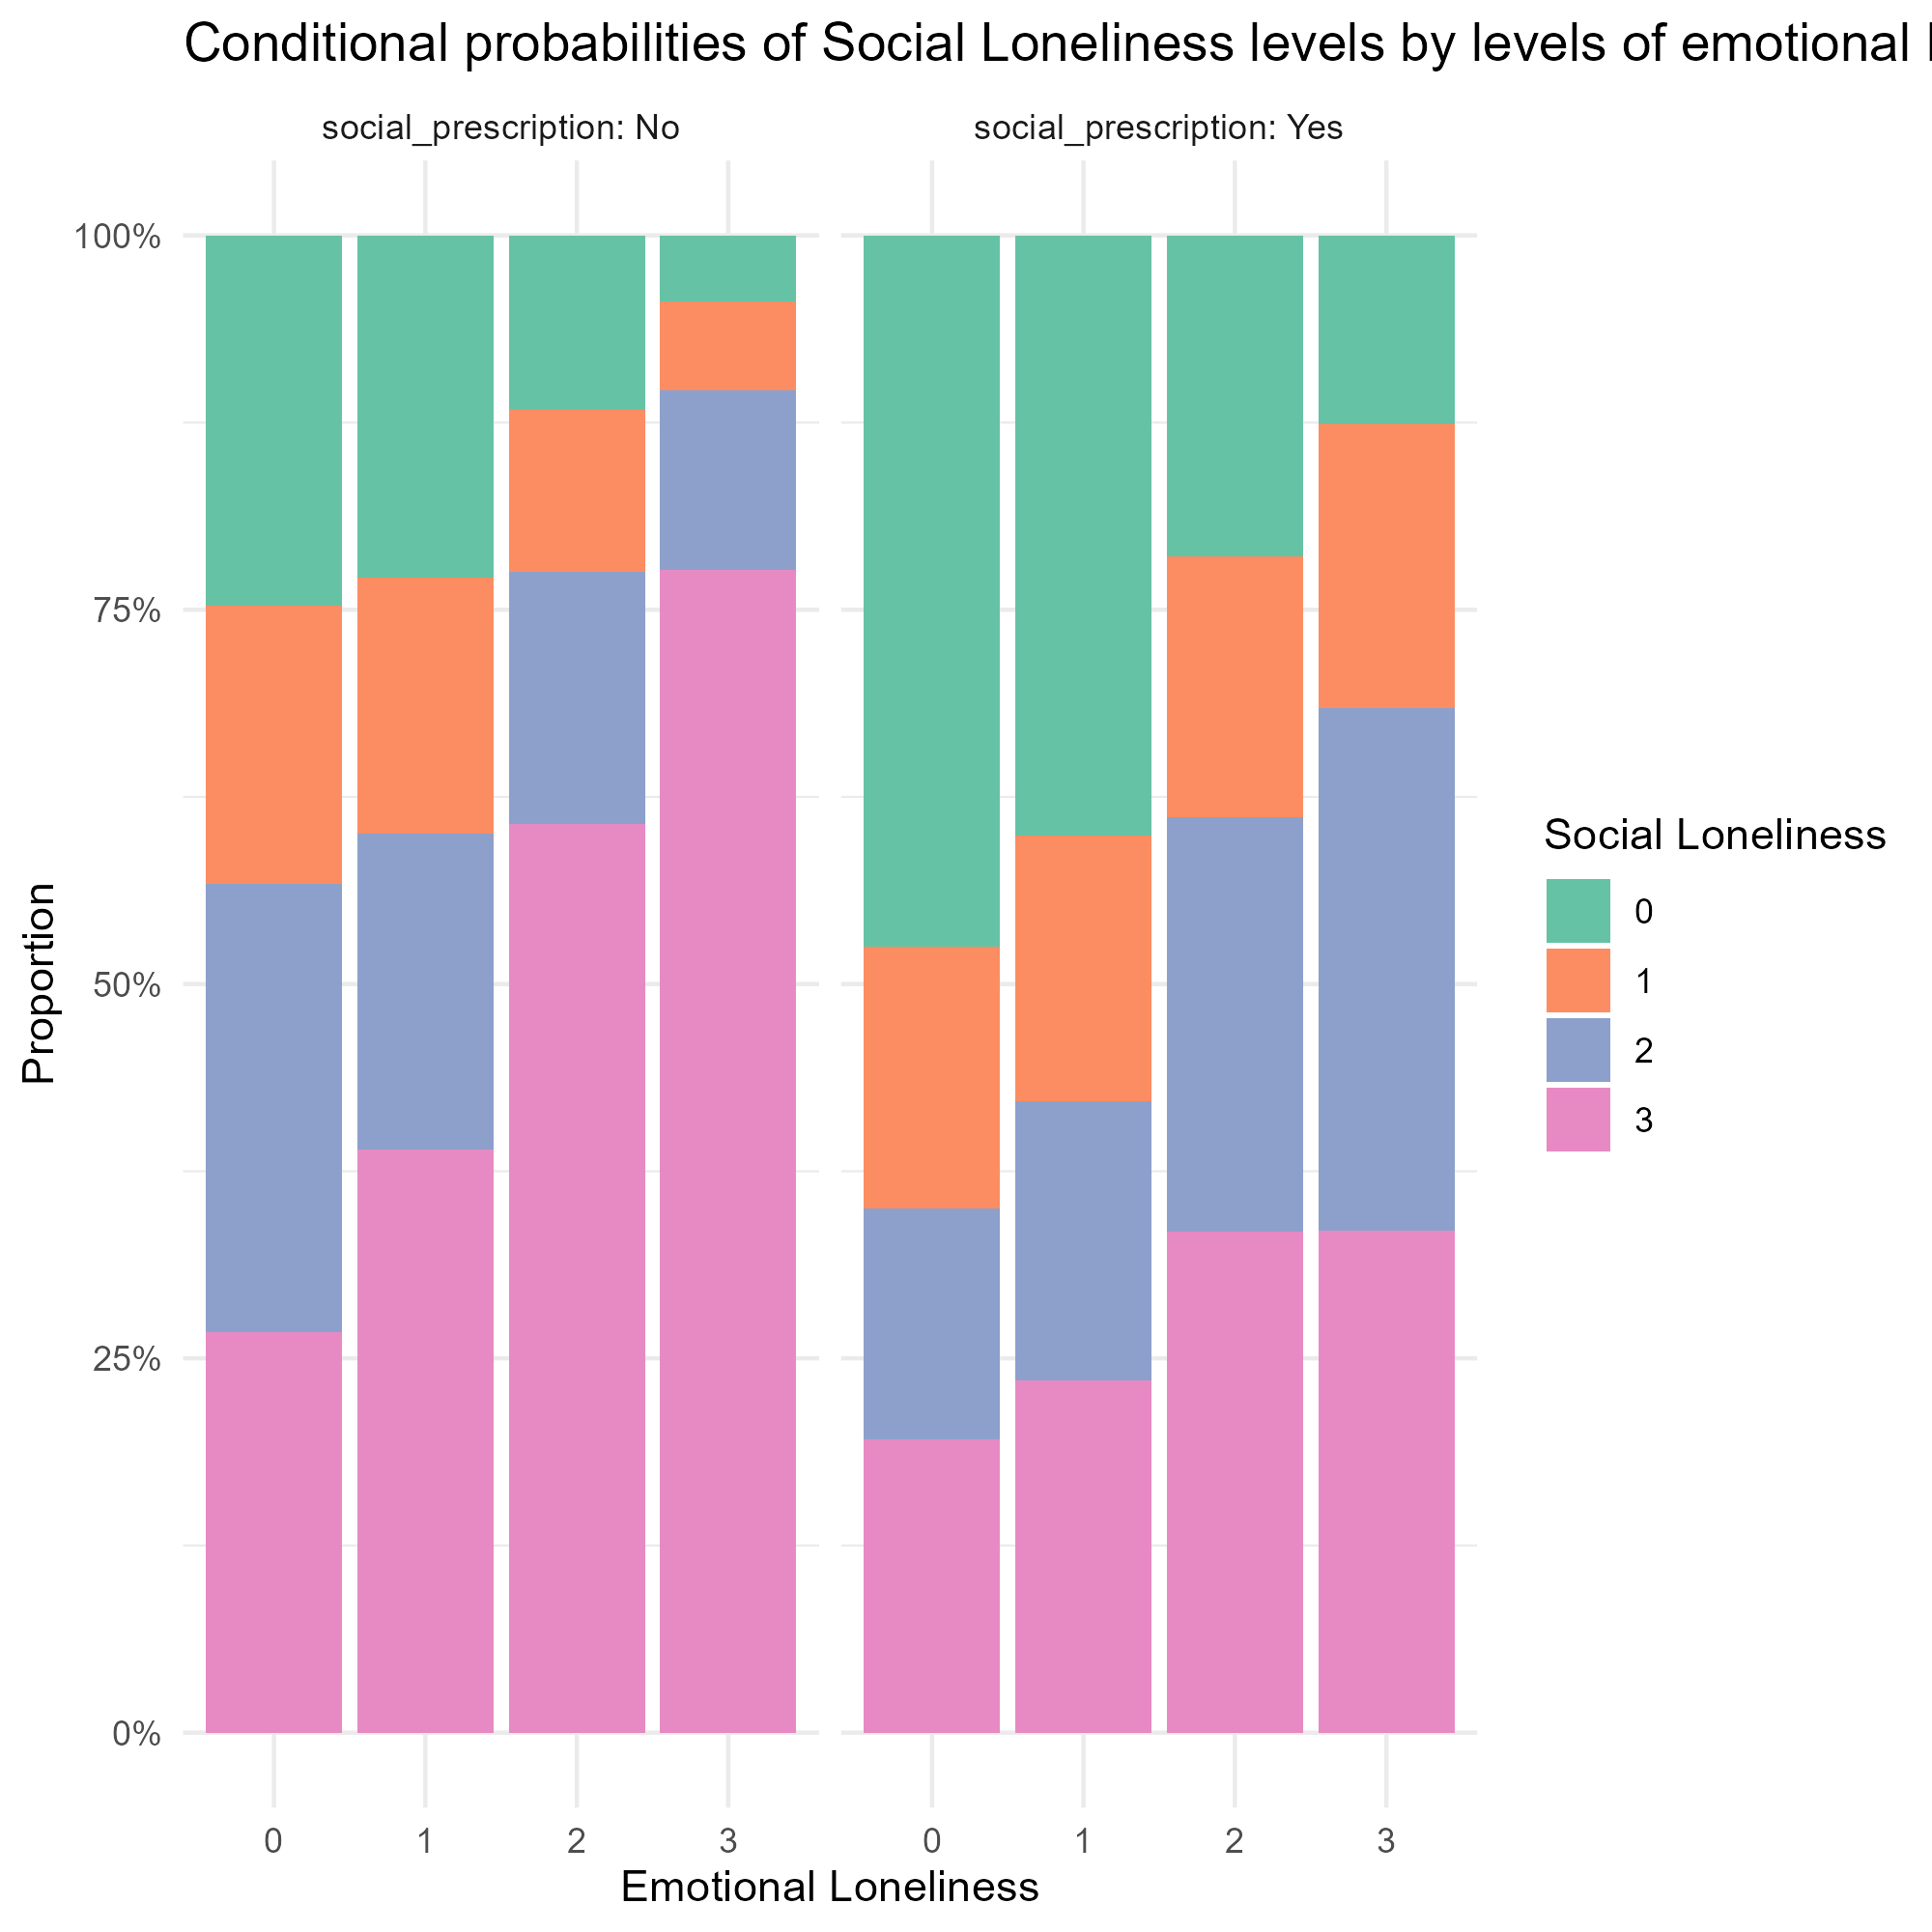 Conditional probabilities of Social Loneliness levels by levels of emotional
social_prescription: No
social_prescription: Yes
100%
75%
50%
25%
0%
Proportion
0 1 2 3
0 1 2 3
Emotional Loneliness
Social Loneliness
0
1
2
3